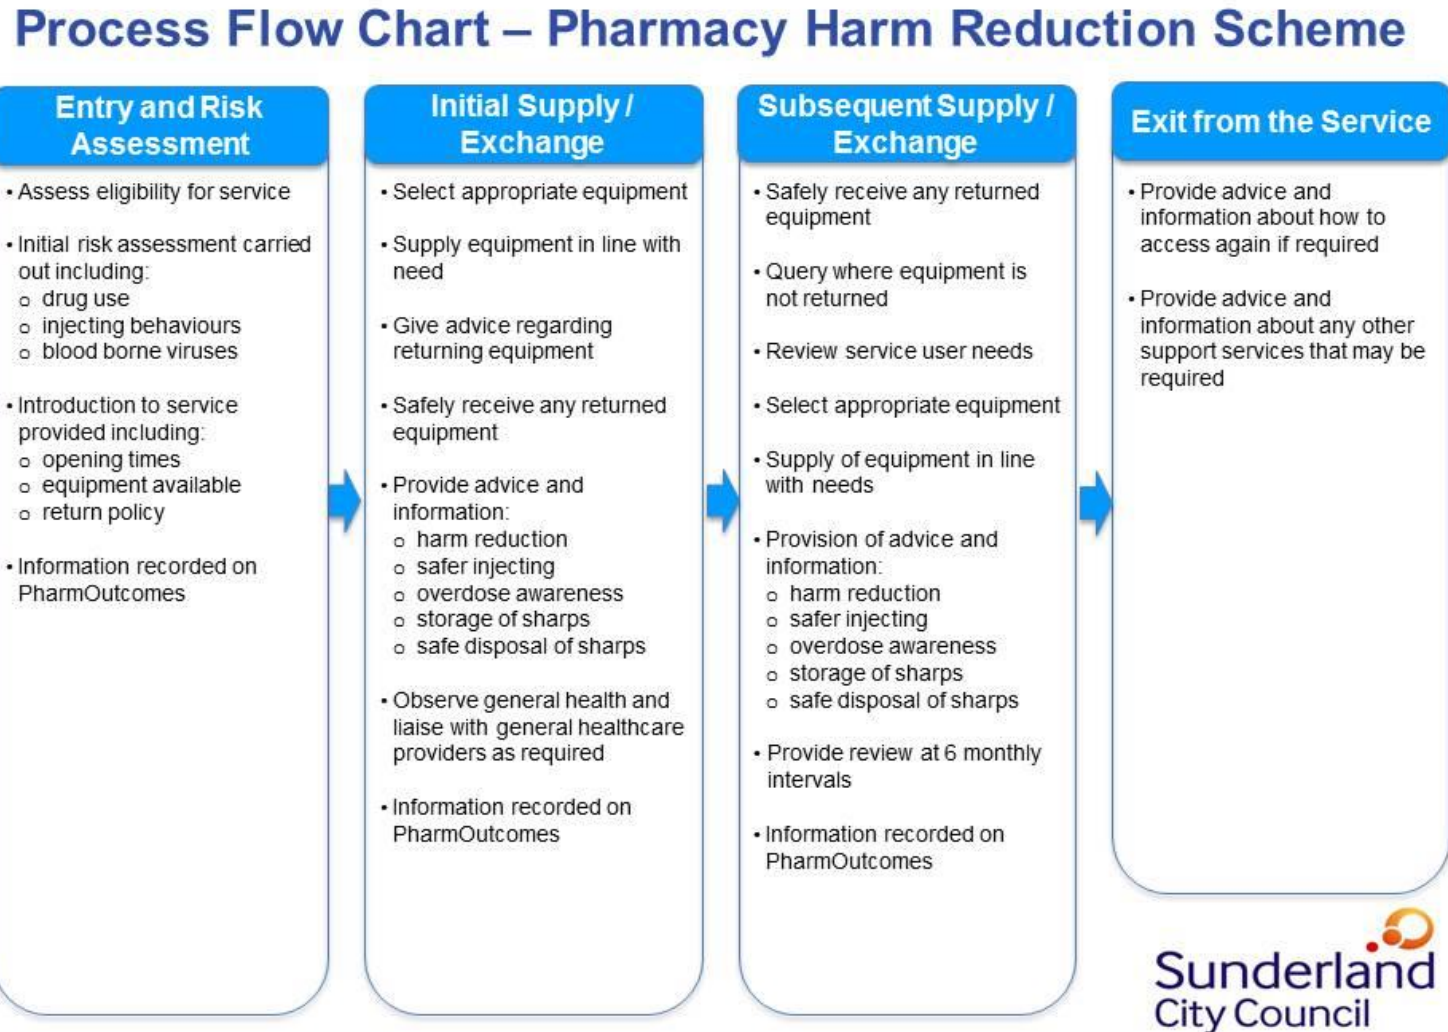 Process Flow Chart – Pharmacy Harm Reduction Scheme
Entry and Risk
Assessment
• Assess eligibility for service
• Initial risk assessment carried
out including:
o drug use
o injecting behaviours
o blood borne viruses
• Introduction to service
provided including:
o opening times
o equipment available
o return policy
• Information recorded on
PharmOutcomes
Initial Supply /
Exchange
• Select appropriate equipment
• Supply equipment in line with
need
• Give advice regarding
returning equipment
• Safely receive any returned
equipment
• Provide advice and
information:
o harm reduction
o safer injecting
o overdose awareness
o storage of sharps
o safe disposal of sharps
• Observe general health and
liaise with general healthcare
providers as required
• Information recorded on
PharmOutcomes
Subsequent Supply /
Exchange
• Safely receive any returned
equipment
• Query where equipment is
not returned
• Review service user needs
• Select appropriate equipment
• Supply of equipment in line
with needs
• Provision of advice and
information:
o harm reduction
o safer injecting
o overdose awareness
o storage of sharps
o safe disposal of sharps
• Provide review at 6 monthly
intervals
• Information recorded on
PharmOutcomes
Exit from the Service
• Provide advice and
information about how to
access again if required
• Provide advice and
information about any other
support services that may be
required
Sunderland
City Council